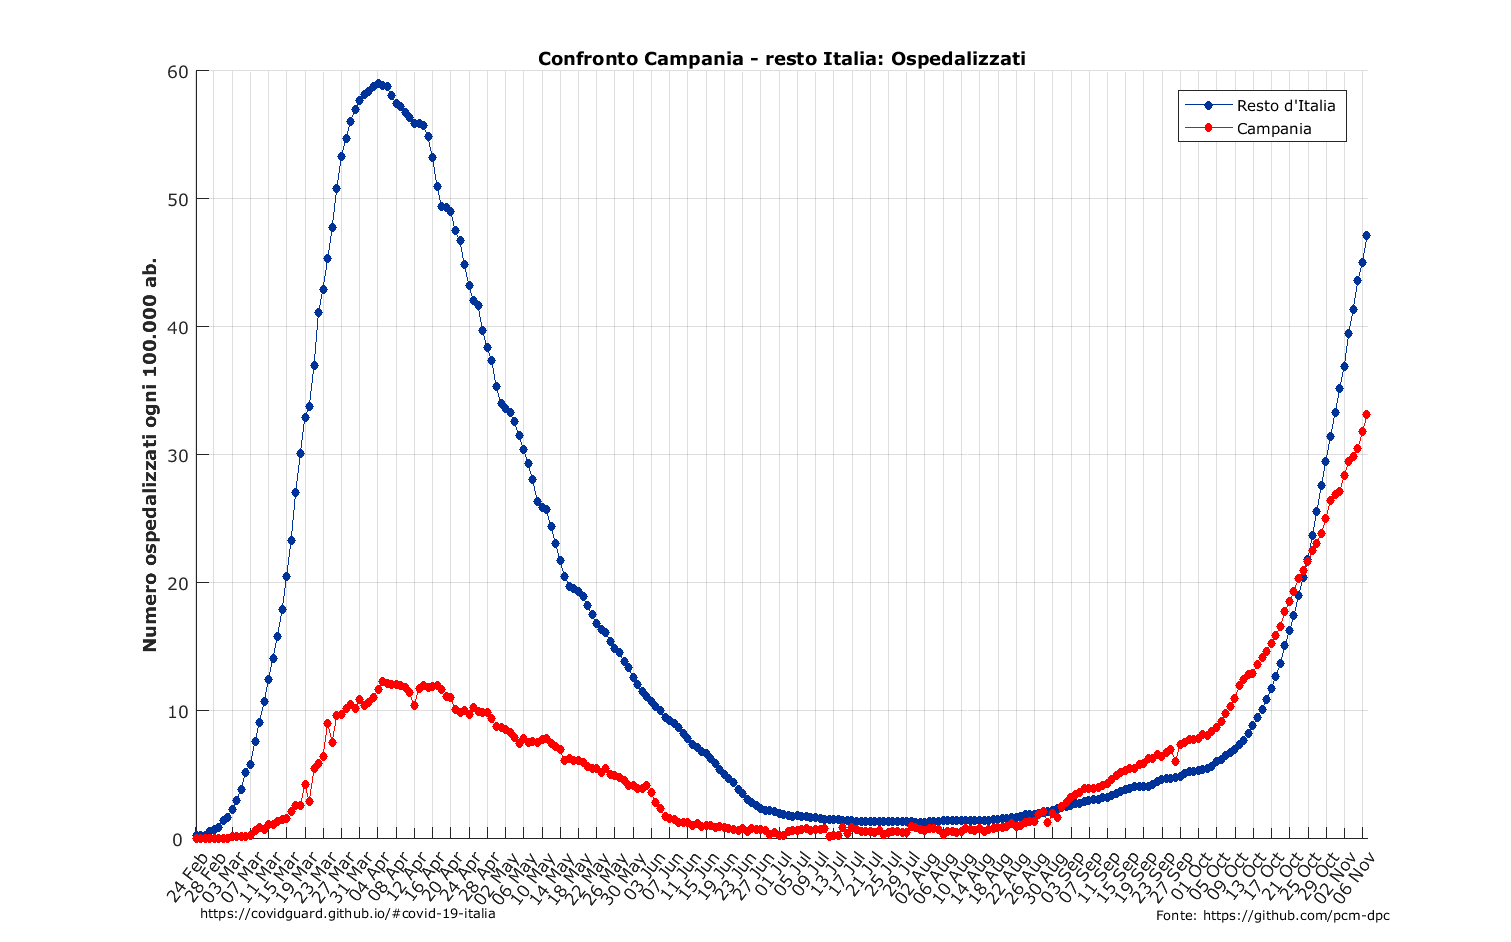 Confronto Campania - resto Italia: Ospedalizzati
Resto d'Italia
Campania
Numero ospedalizzati ogni 100.000 ab.
60
50
40
30
20
10
0
24 Feb
28 Feb
03 Mar
07 Mar
11 Mar
15 Mar
19 Mar
23 Mar
27 Mar
31 Mar
04 Apr
08 Apr
12 Apr
16 Apr
20 Apr
24 Apr
28 Apr
02 May
06 May
10 May
14 May
18 May
22 May
26 May
30 May
03 Jun
07 Jun
11 Jun
15 Jun
19 Jun
23 Jun
27 Jun
01 Jul
05 Jul
09 Jul
13 Jul
17 Jul
21 Jul
25 Jul
29 Jul
02 Aug
06 Aug
10 Aug
14 Aug
18 Aug
22 Aug
26 Aug
30 Aug
03 Sep
07 Sep
11 Sep
15 Sep
19 Sep
23 Sep
27 Sep
01 Oct
05 Oct
09 Oct
13 Oct
17 Oct
21 Oct
25 Oct
29 Oct
02 Nov
06 Nov
https://covidguard.github.io/#covid-19-italia
Fonte: https://github.com/pcm-dpc